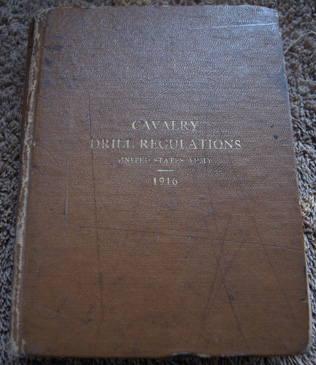 CAVALRY
DRILL REGULATIONS
UNITED STATES ARMY
1916